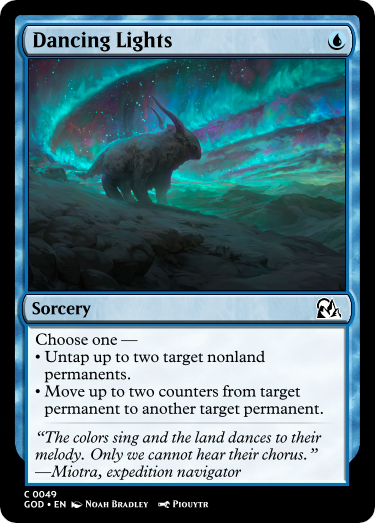 Dancing Lights
Sorcery
Choose one —
• Untap up to two target nonland
permanents.
• Move up to two counters from target
permanent to another target permanent.
“The colors sing and the land dances to their
melody. Only we cannot hear their chorus.”
—Miotra, expedition navigator
C 0049
GOD • EN Noah Bradley Piouytr